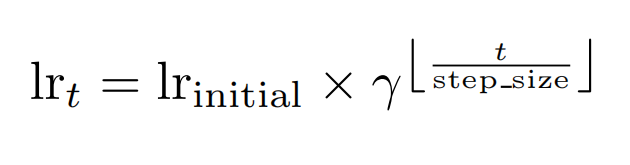 lr_t = lr_initial × γ^⌊t/step_size⌋